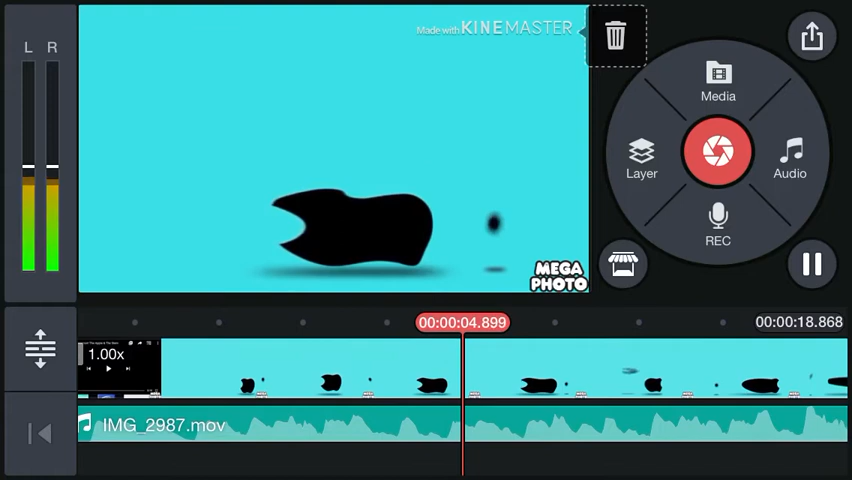 L R
Made with KINEMASTER
Media
Layer
Audio
REC
MEGA
PHOTO
00:00:04.899
00:00:18.868
1.00x
IMG_2987.mov